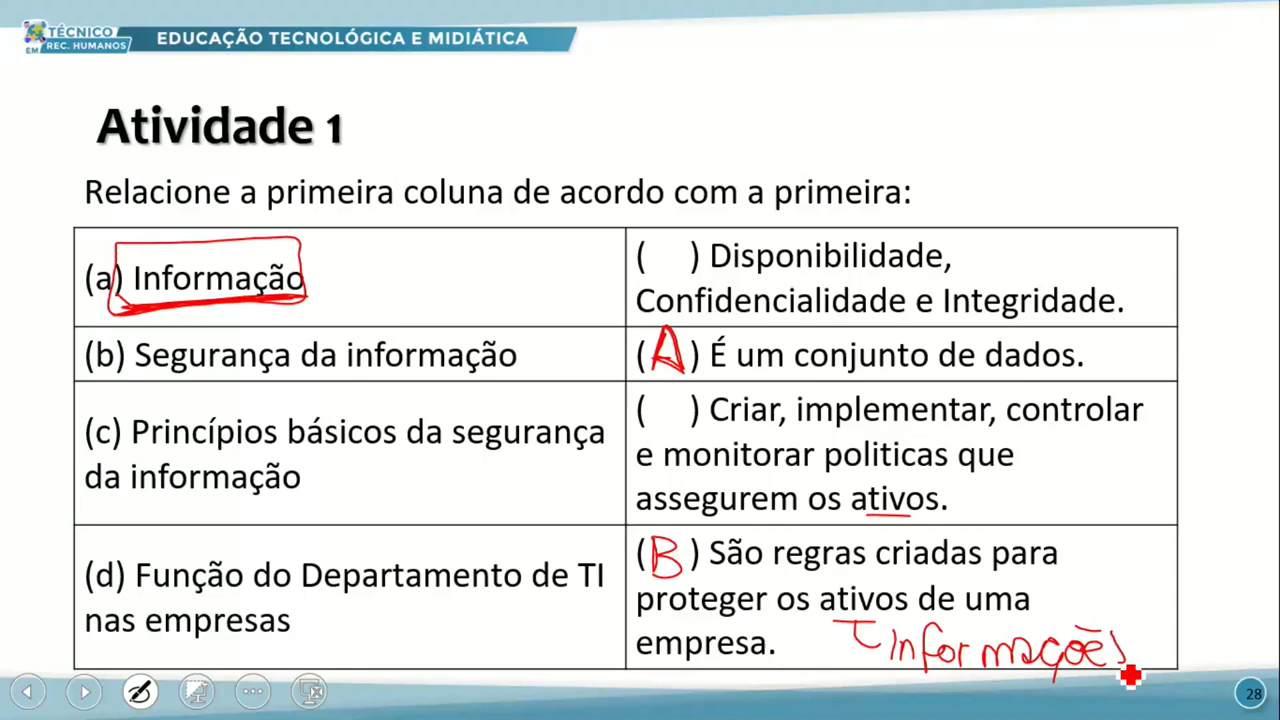 TÉCNICO
EM REC. HUMANOS
EDUCAÇÃO TECNOLÓGICA E MIDIÁTICA
Atividade 1
Relacione a primeira coluna de acordo com a primeira:
(a) Informação
( ) Disponibilidade,
Confidencialidade e Integridade.
(b) Segurança da informação
(A) É um conjunto de dados.
(c) Princípios básicos da segurança
da informação
( ) Criar, implementar, controlar
e monitorar politicas que
assegurem os ativos.
(d) Função do Departamento de TI
nas empresas
(B) São regras criadas para
proteger os ativos de uma
empresa.
informações
28